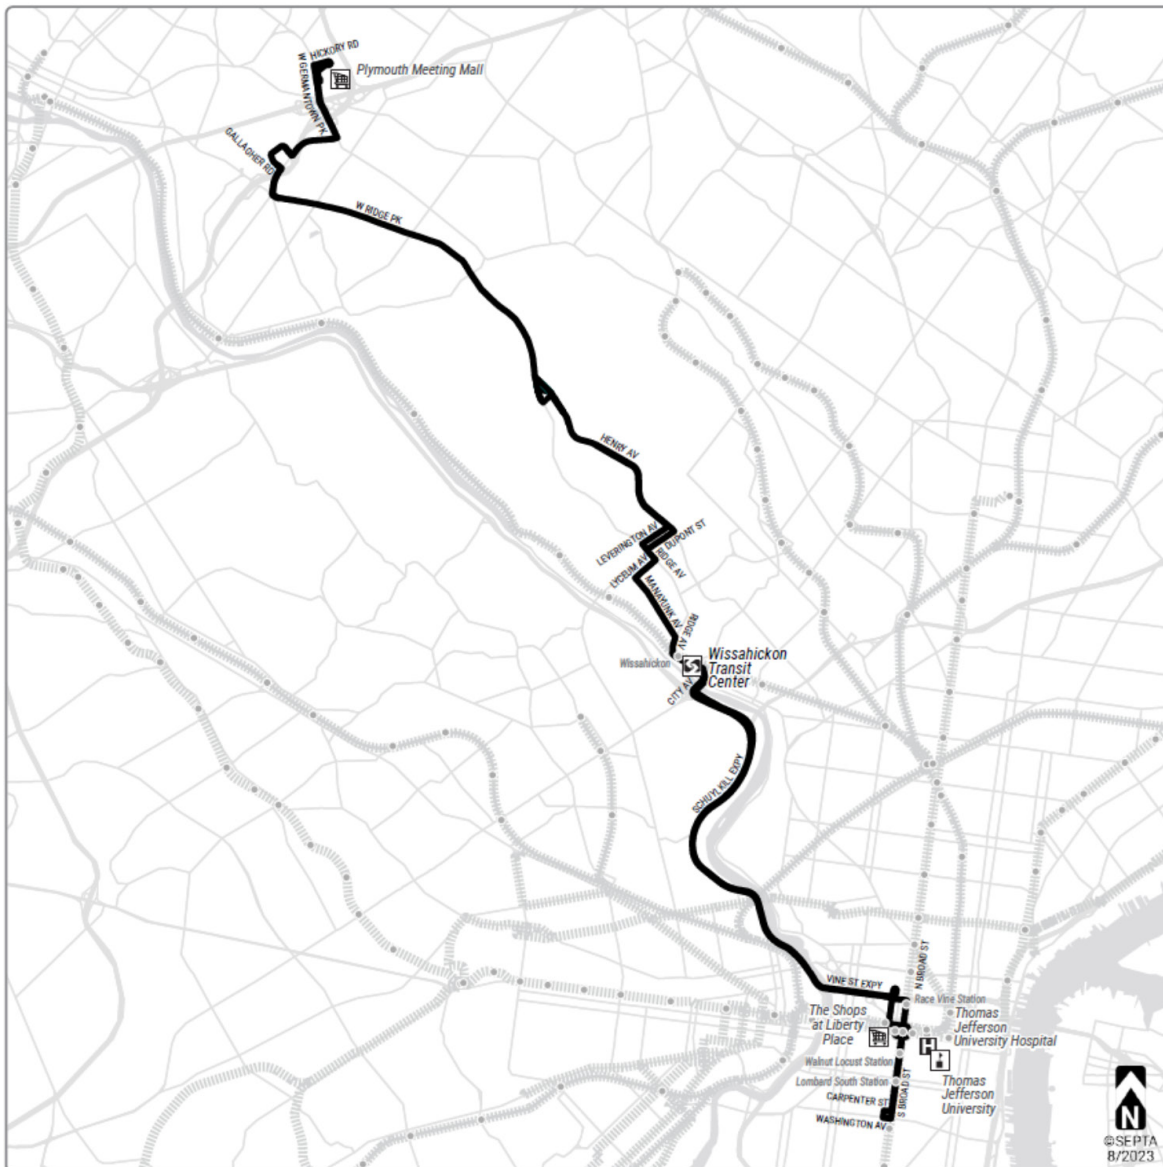 HICKORY RD
W GERMANTOWN PK
Plymouth Meeting Mall
GALLAGHER RD
W RIDGE PK
HENRY AV
LEVERINGTON AV
DUPONT ST
RIDGE AV
LYCEUM AV
MANAYUNK AV
RIDGE AV
Wissahickon
Wissahickon
Transit
Center
CITY AV
SCHUYLKILL EXPY
VINE ST EXPY
N BROAD ST
Race Vine Station
The Shops
at Liberty
Place
Thomas
Jefferson
University Hospital
H
Walnut Locust Station
Lombard South Station
Thomas
Jefferson
University
CARPENTER ST
S BROAD ST
WASHINGTON AV
N
©SEPTA
8/2023